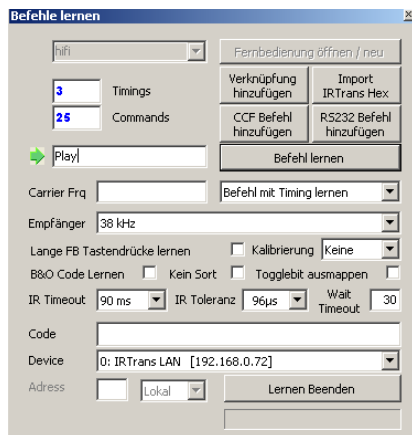 Befehle lernen
hifi
Fernbedienung öffnen / neu
3 Timings
Verknüpfung hinzufügen
Import IRTrans Hex
25 Commands
CCF Befehl hinzufügen
RS232 Befehl hinzufügen
Play
Befehl lernen
Carrier Frq
Befehl mit Timing lernen
Empfänger 38 kHz
Lange FB Tastendrücke lernen Kalibrierung Keine
B&O Code Lernen Kein Sort Togglebit ausmappen
IR Timeout 90 ms IR Toleranz 96µs Wait Timeout 30
Code
Device 0: IRTrans LAN [192.168.0.72]
Adress Lokal Lernen Beenden